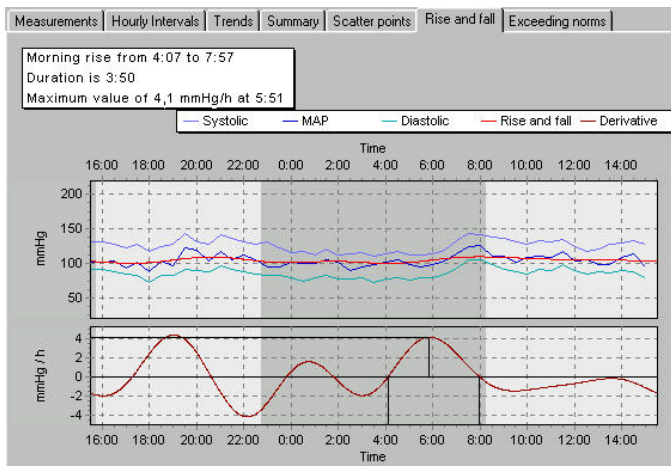 Measurements Hourly Intervals Trends Summary Scatter points Rise and fall Exceeding norms
Morning rise from 4:07 to 7:57
Duration is 3:50
Maximum value of 4,1 mmHg/h at 5:51
Systolic MAP Diastolic Rise and fall Derivative
Time
16:00 18:00 20:00 22:00 0:00 2:00 4:00 6:00 8:00 10:00 12:00 14:00
200
150
100
50
mmHg
4
2
0
-2
-4
mmHg / h
16:00 18:00 20:00 22:00 0:00 2:00 4:00 6:00 8:00 10:00 12:00 14:00
Time